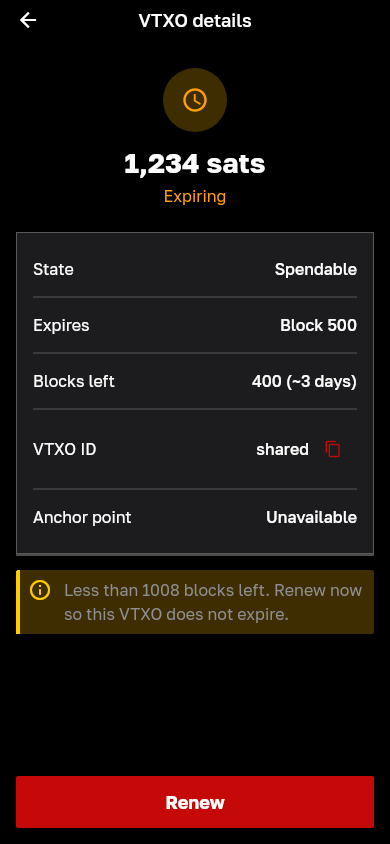 VTXO details
1,234 sats
Expiring
State Spendable
Expires Block 500
Blocks left 400 (~3 days)
VTXO ID shared
Anchor point Unavailable
Less than 1008 blocks left. Renew now
so this VTXO does not expire.
Renew